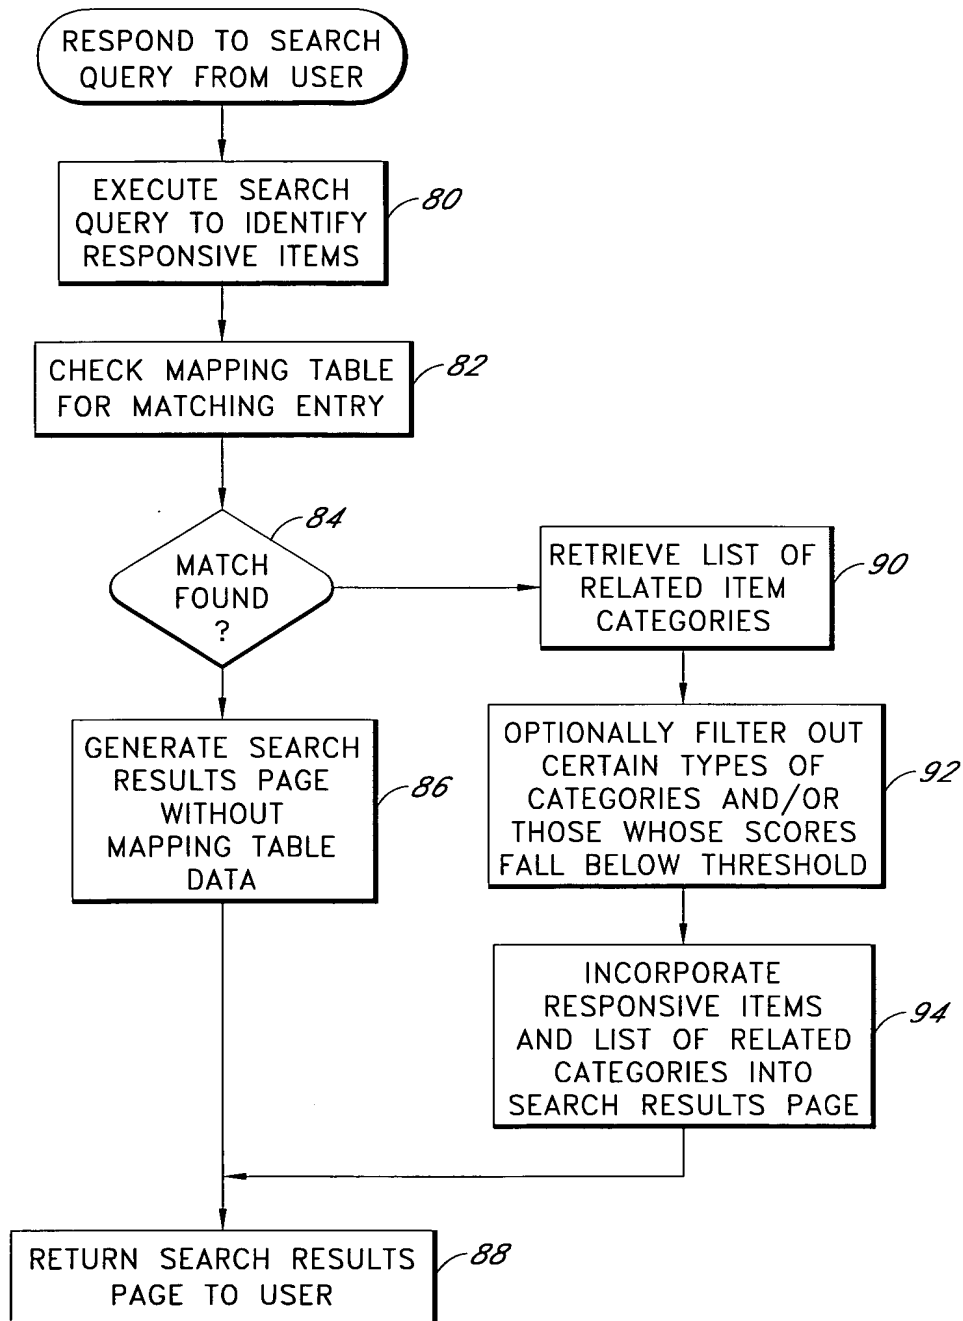 RESPOND TO SEARCH
QUERY FROM USER
EXECUTE SEARCH
QUERY TO IDENTIFY
RESPONSIVE ITEMS
80
CHECK MAPPING TABLE
FOR MATCHING ENTRY
82
MATCH
FOUND
?
84
GENERATE SEARCH
RESULTS PAGE
WITHOUT
MAPPING TABLE
DATA
86
RETRIEVE LIST OF
RELATED ITEM
CATEGORIES
90
OPTIONALLY FILTER OUT
CERTAIN TYPES OF
CATEGORIES AND/OR
THOSE WHOSE SCORES
FALL BELOW THRESHOLD
92
INCORPORATE
RESPONSIVE ITEMS
AND LIST OF RELATED
CATEGORIES INTO
SEARCH RESULTS PAGE
94
RETURN SEARCH RESULTS
PAGE TO USER
88